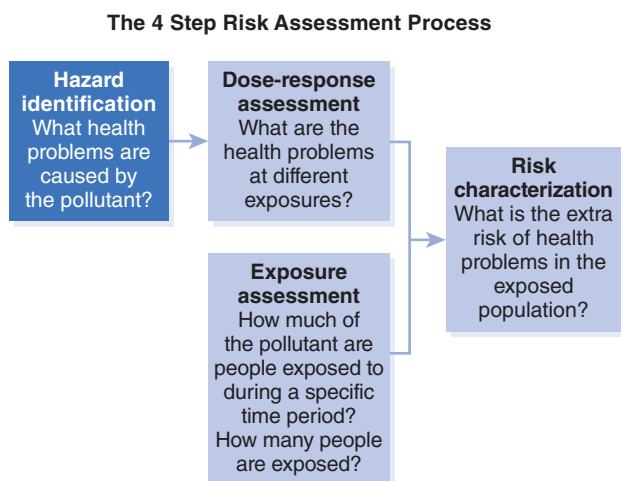 The 4 Step Risk Assessment Process
Hazard
identification
What health
problems are
caused by
the pollutant?
Dose-response
assessment
What are the
health problems
at different
exposures?
Exposure
assessment
How much of
the pollutant are
people exposed to
during a specific
time period?
How many people
are exposed?
Risk
characterization
What is the extra
risk of health
problems in the
exposed
population?